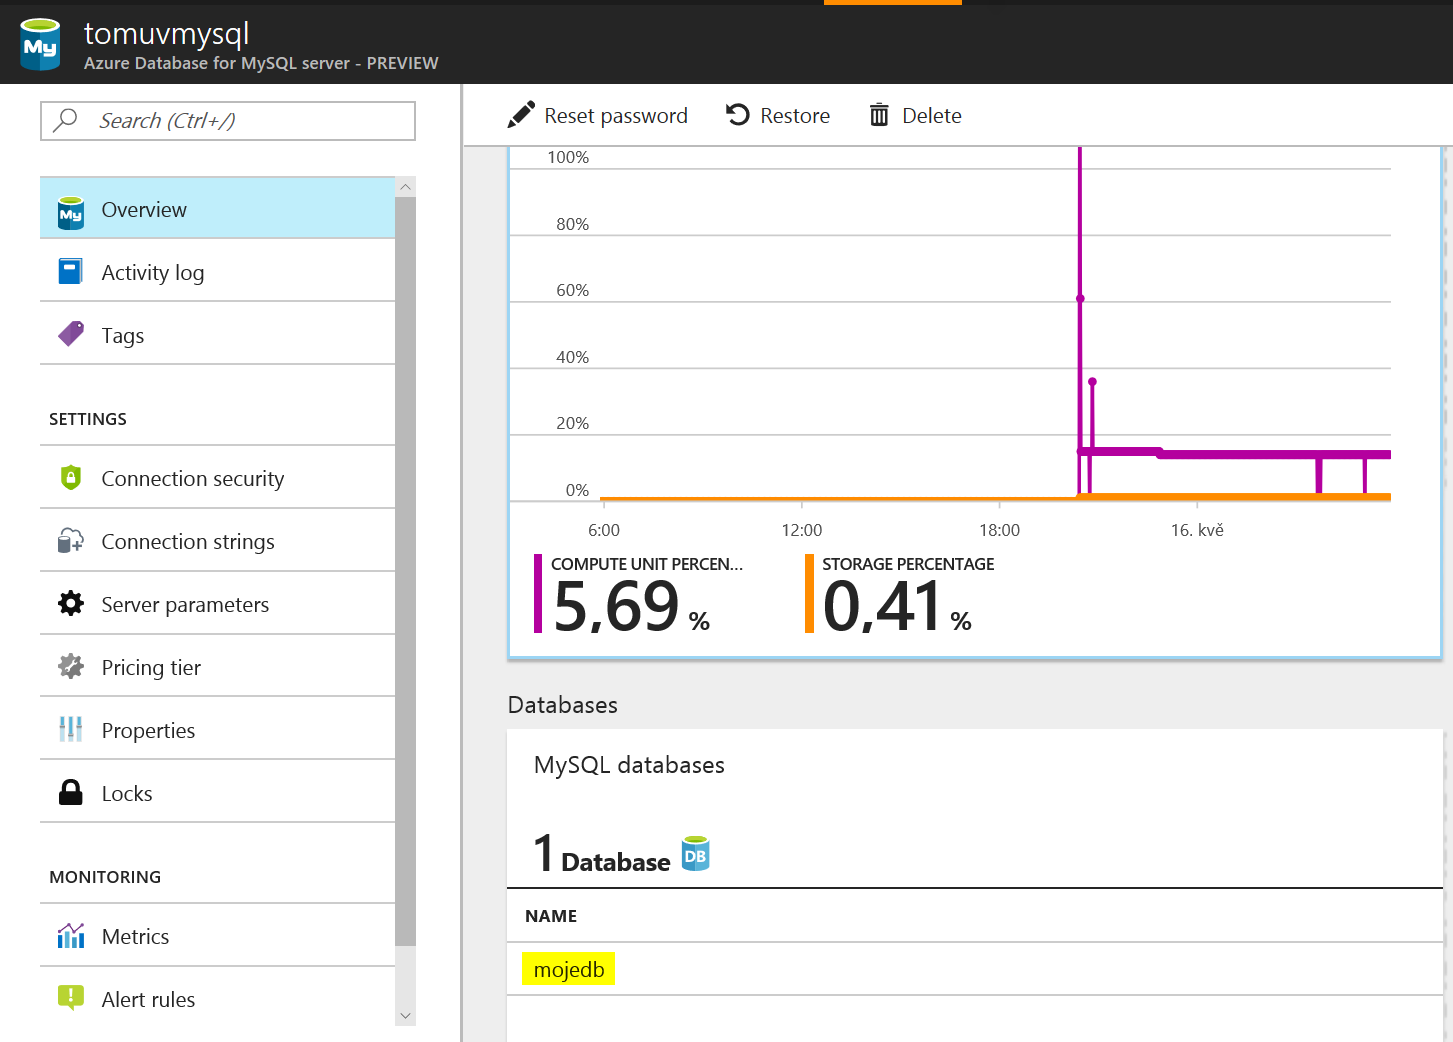 My
tomuvmysql
Azure Database for MySQL server - PREVIEW
Search (Ctrl+/)
My
Overview
Activity log
Tags
SETTINGS
Connection security
Connection strings
Server parameters
Pricing tier
Properties
Locks
MONITORING
Metrics
Alert rules
Reset password
Restore
Delete
100%
80%
60%
40%
20%
0%
6:00
12:00
18:00
16. kvě
COMPUTE UNIT PERCEN...
5,69 %
STORAGE PERCENTAGE
0,41 %
Databases
MySQL databases
1 Database
DB
NAME
mojedb